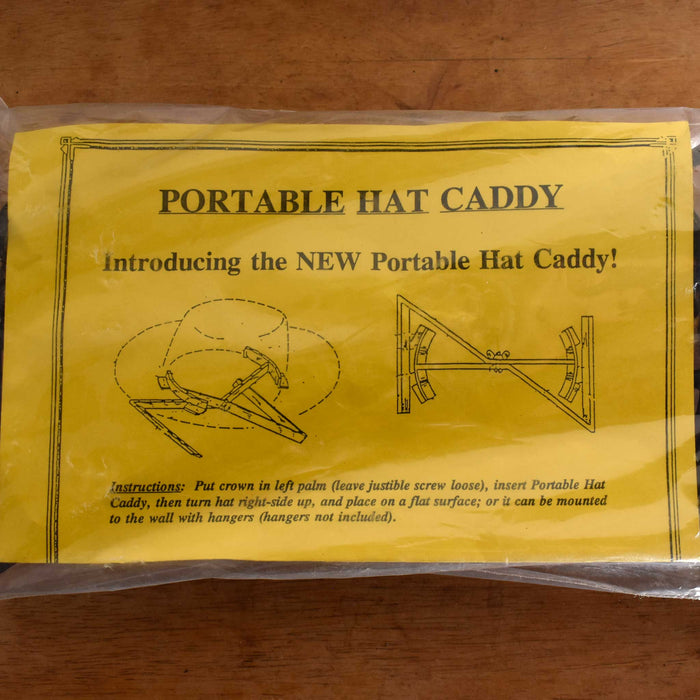 PORTABLE HAT CADDY
Introducing the NEW Portable Hat Caddy!
Instructions: Put crown in left palm (leave justible screw loose), insert Portable Hat
Caddy, then turn hat right-side up, and place on a flat surface; or it can be mounted
to the wall with hangers (hangers not included).